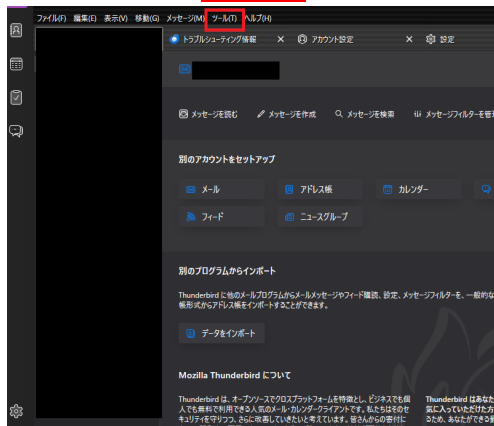 ファイル(F) 編集(E) 表示(V) 移動(G) メッセージ(M) ツール(T) ヘルプ(H)
トラブルシューティング情報 アカウント設定 設定
メッセージを読む メッセージを作成 メッセージを検索 メッセージフィルターを管
別のアカウントをセットアップ
メール アドレス帳 カレンダー
フィード ニュースグループ
別のプログラムからインポート
Thunderbird に他のメールプログラムからメールメッセージやフィード購読、設定、メッセージフィルターを、一般的な
帳形式からアドレス帳をインポートすることができます。
データをインポート
Mozilla Thunderbird について
Thunderbird は、オープンソースでクロスプラットフォームを特徴とし、ビジネスでも個 Thunderbird はあなた
人でも無料で利用できる人気のメール・カレンダークライアントです。私たちはそのセ 気に入っていただけた方
キュリティを守りつつ、さらに改善していきたいと考えています。皆さんからの寄付に るため、あなたができる最